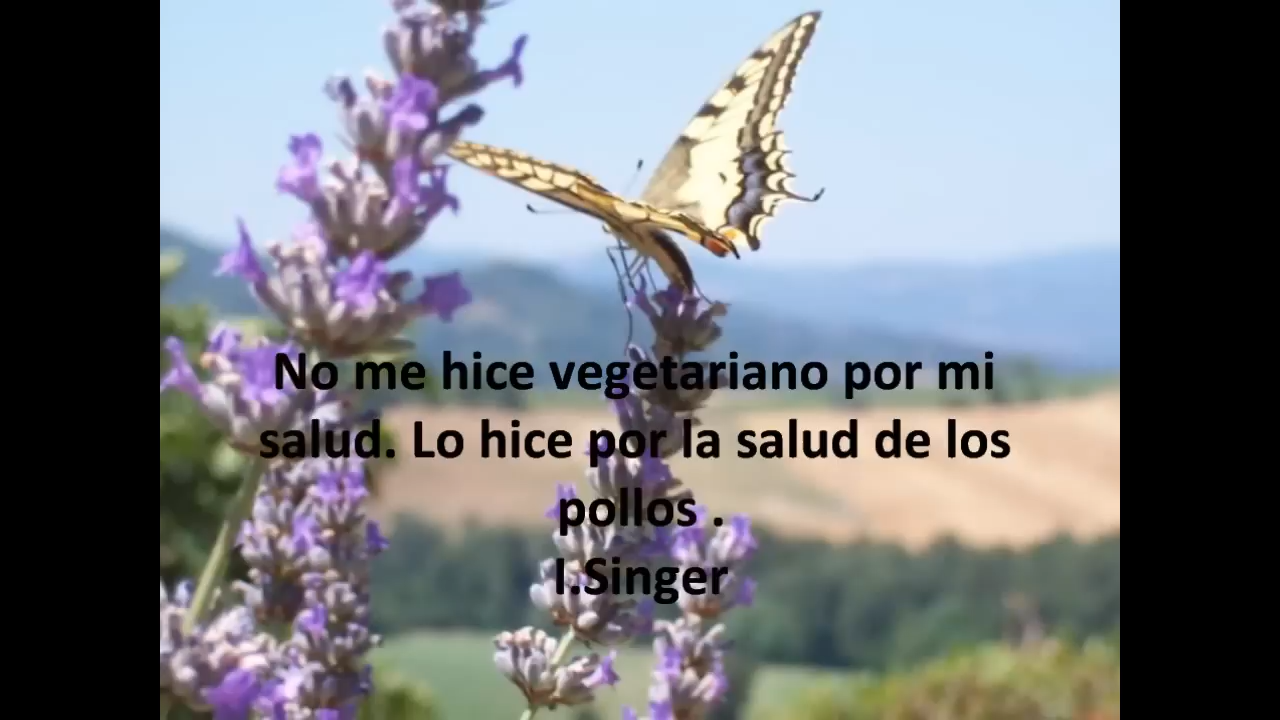 No me hice vegetariano por mi
salud. Lo hice por la salud de los
pollos .
I.Singer